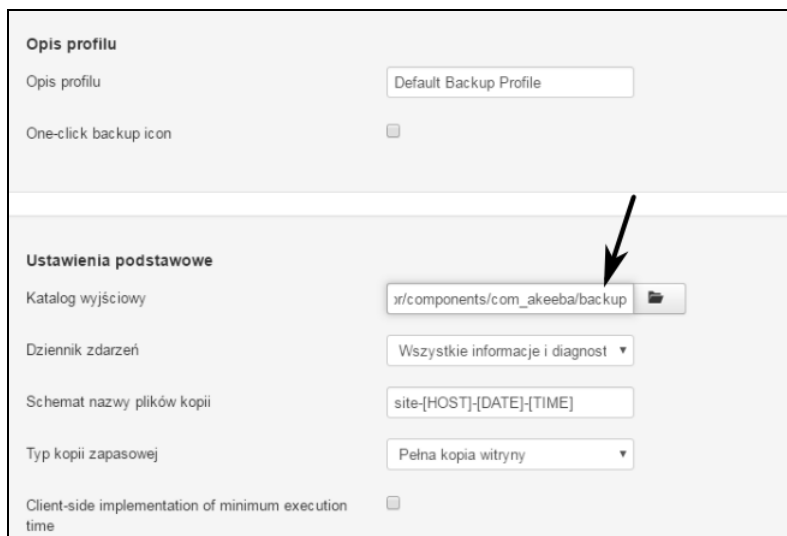 Opis profilu
Opis profilu
Default Backup Profile
One-click backup icon
Ustawienia podstawowe
Katalog wyjściowy
or/components/com_akeeba/backup
Dziennik zdarzeń
Wszystkie informacje i diagnost
Schemat nazwy plików kopii
site-[HOST]-[DATE]-[TIME]
Typ kopii zapasowej
Pełna kopia witryny
Client-side implementation of minimum execution
time